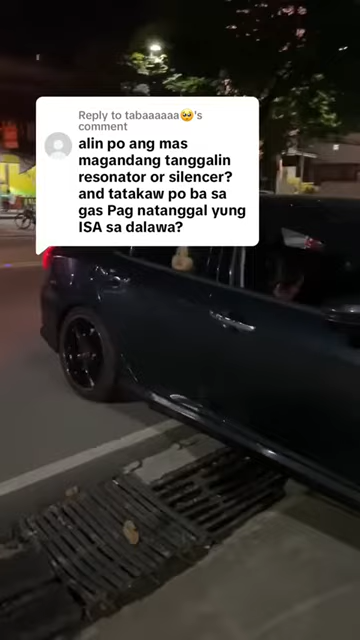 Reply to tabaaaaaa🥺's
comment
alin po ang mas
magandang tanggalin
resonator or silencer?
and tatakaw po ba sa
gas Pag natanggal yung
ISA sa dalawa?